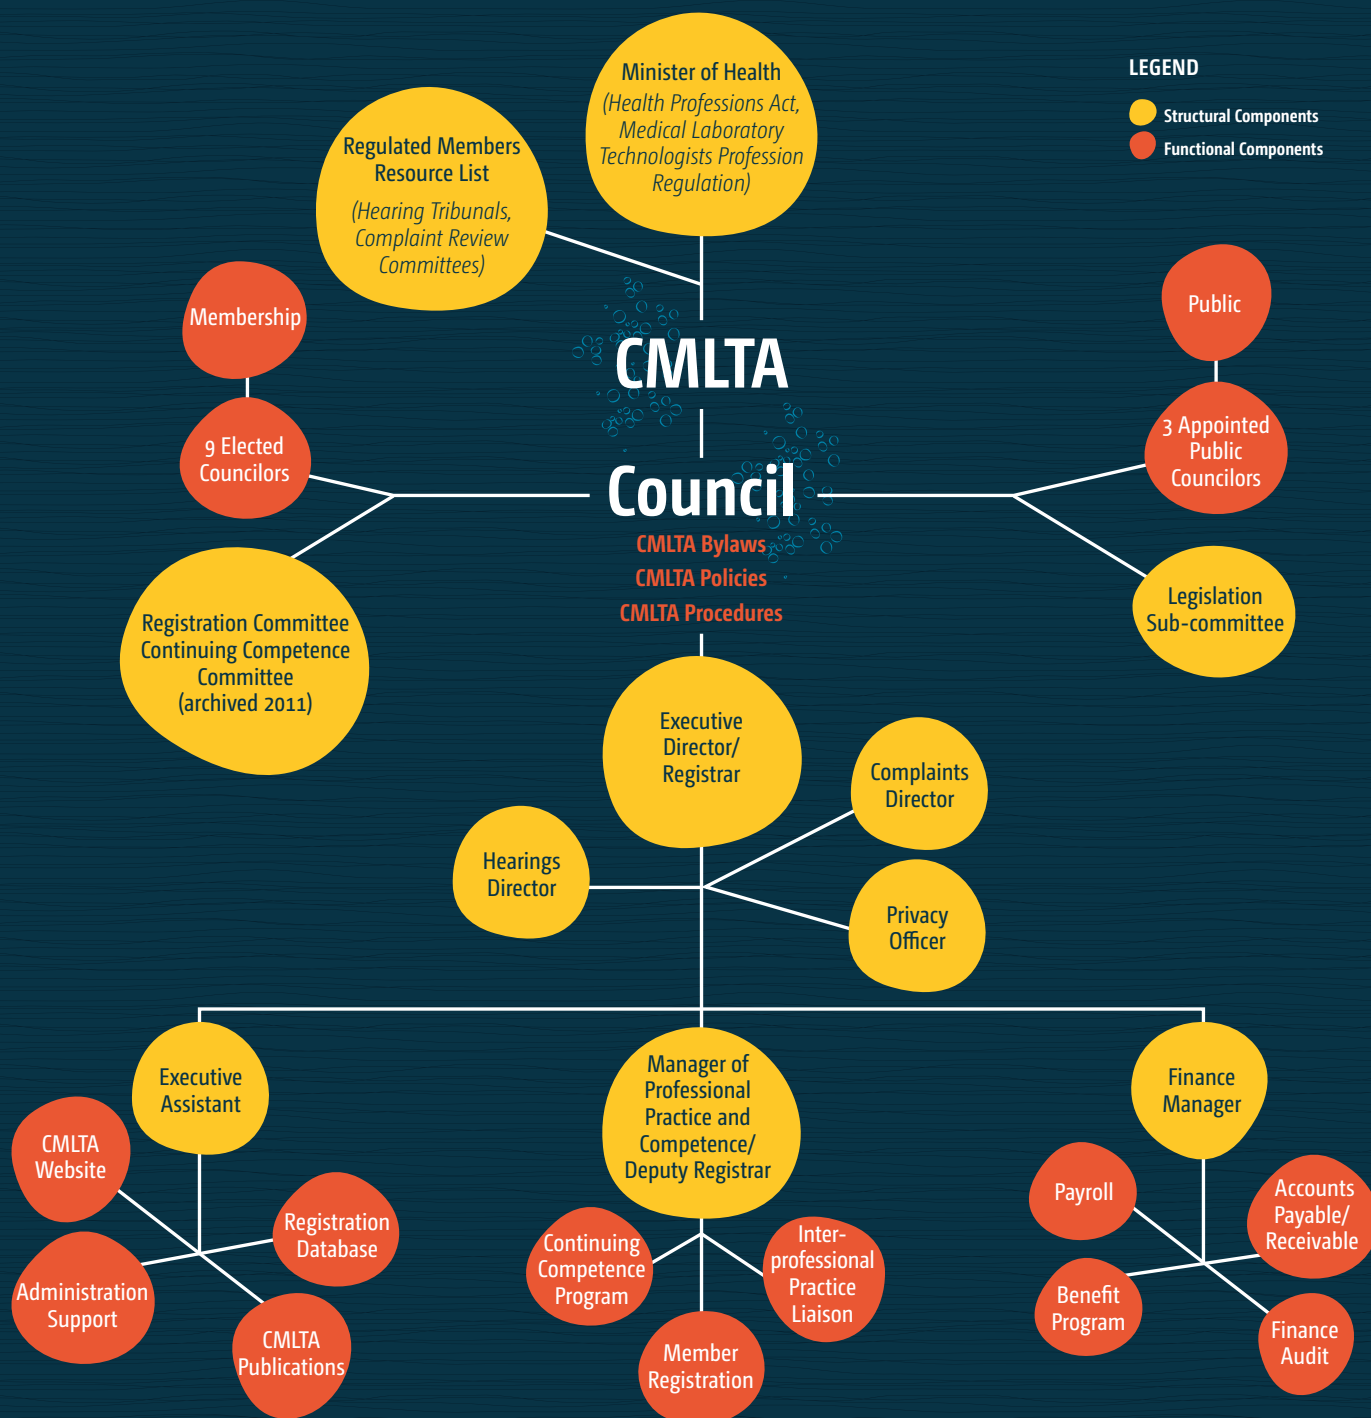 Minister of Health
(Health Professions Act,
Medical Laboratory
Technologists Profession
Regulation)
LEGEND
Structural Components
Functional Components
Regulated Members
Resource List
(Hearing Tribunals,
Complaint Review
Committees)
Membership
9 Elected
Councilors
CMLTA
Council
CMLTA Bylaws
CMLTA Policies
CMLTA Procedures
Public
3 Appointed
Public
Councilors
Registration Committee
Continuing Competence
Committee
(archived 2011)
Legislation
Sub-committee
Executive
Director/
Registrar
Complaints
Director
Hearings
Director
Privacy
Officer
Executive
Assistant
Manager of
Professional
Practice and
Competence/
Deputy Registrar
Finance
Manager
CMLTA
Website
Registration
Database
Administration
Support
CMLTA
Publications
Continuing
Competence
Program
Inter-
professional
Practice
Liaison
Member
Registration
Payroll
Accounts
Payable/
Receivable
Benefit
Program
Finance
Audit